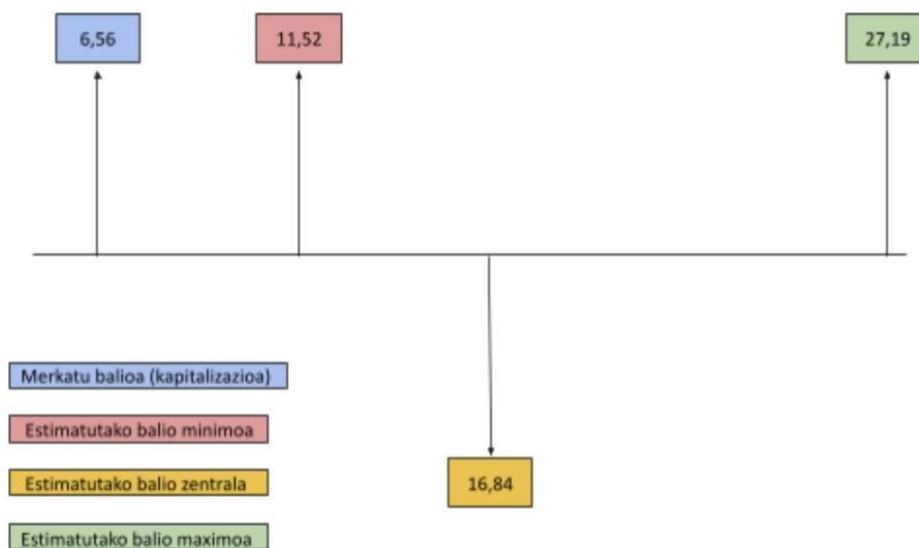 6,56
11,52
27,19
Merkatu balioa (kapitalizazioa)
Estimatutako balio minimoa
Estimatutako balio zentrala
16,84
Estimatutako balio maximoa